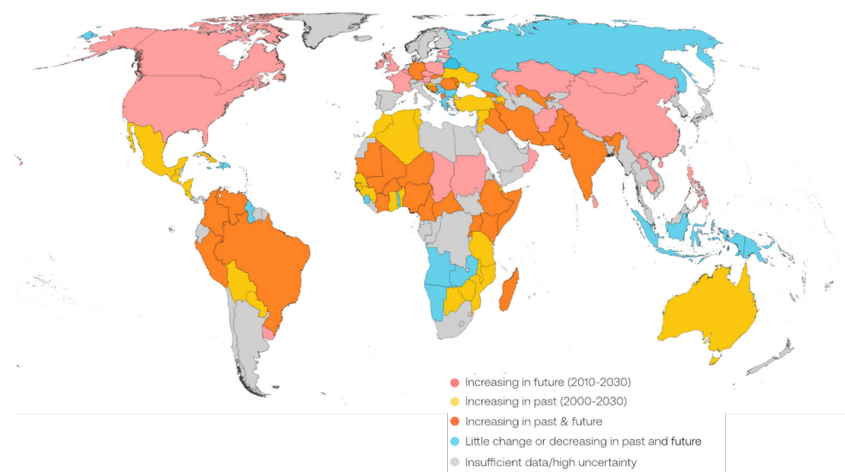 Increasing in future (2010-2030)
Increasing in past (2000-2030)
Increasing in past & future
Little change or decreasing in past and future
Insufficient data/high uncertainty